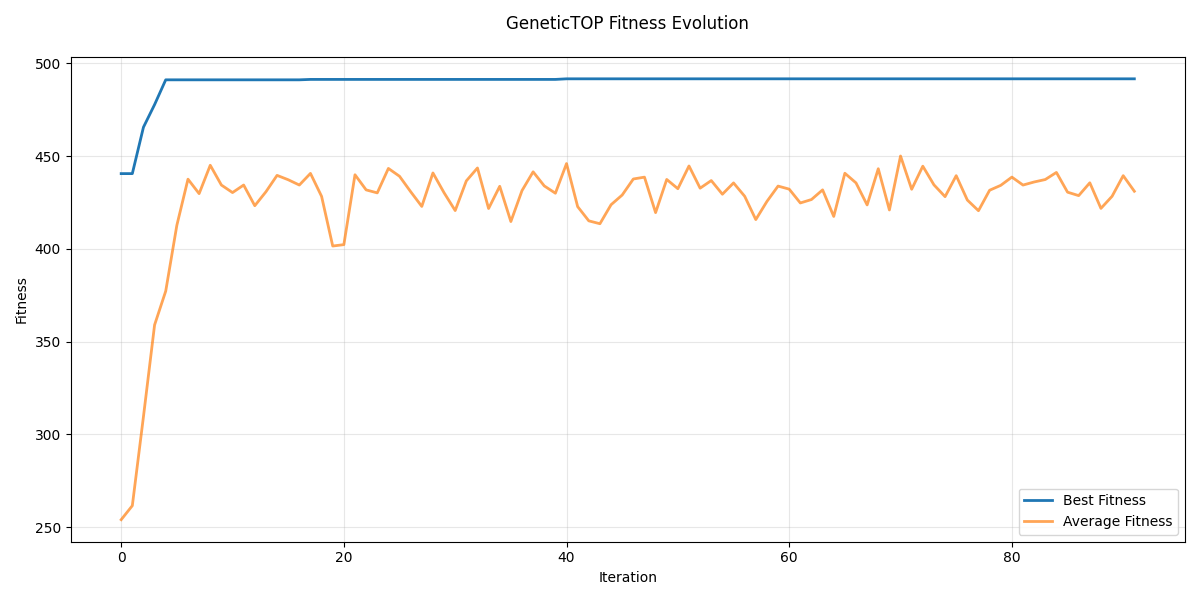 GeneticTOP Fitness Evolution
500
450
400
350
300
250
Fitness
0 20 40 60 80
Iteration
Best Fitness
Average Fitness